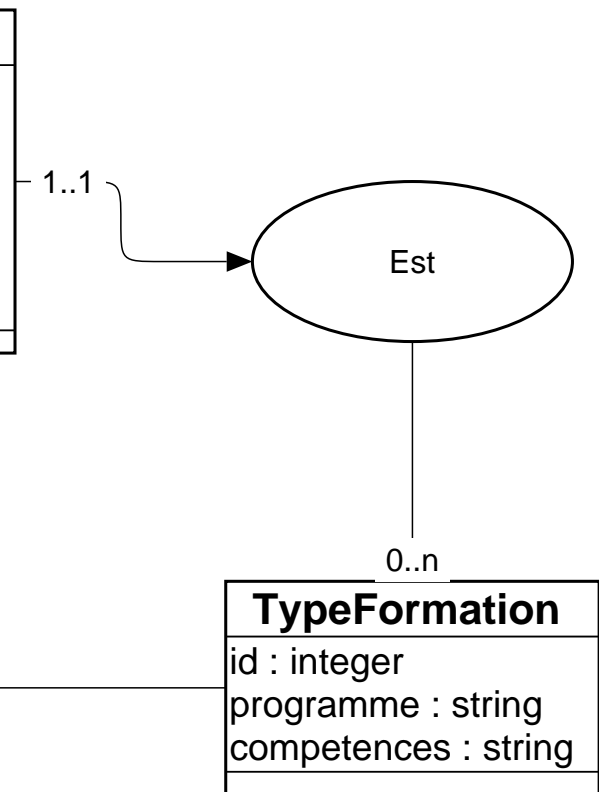 1..1
Est
0..n
TypeFormation
id : integer
programme : string
competences : string